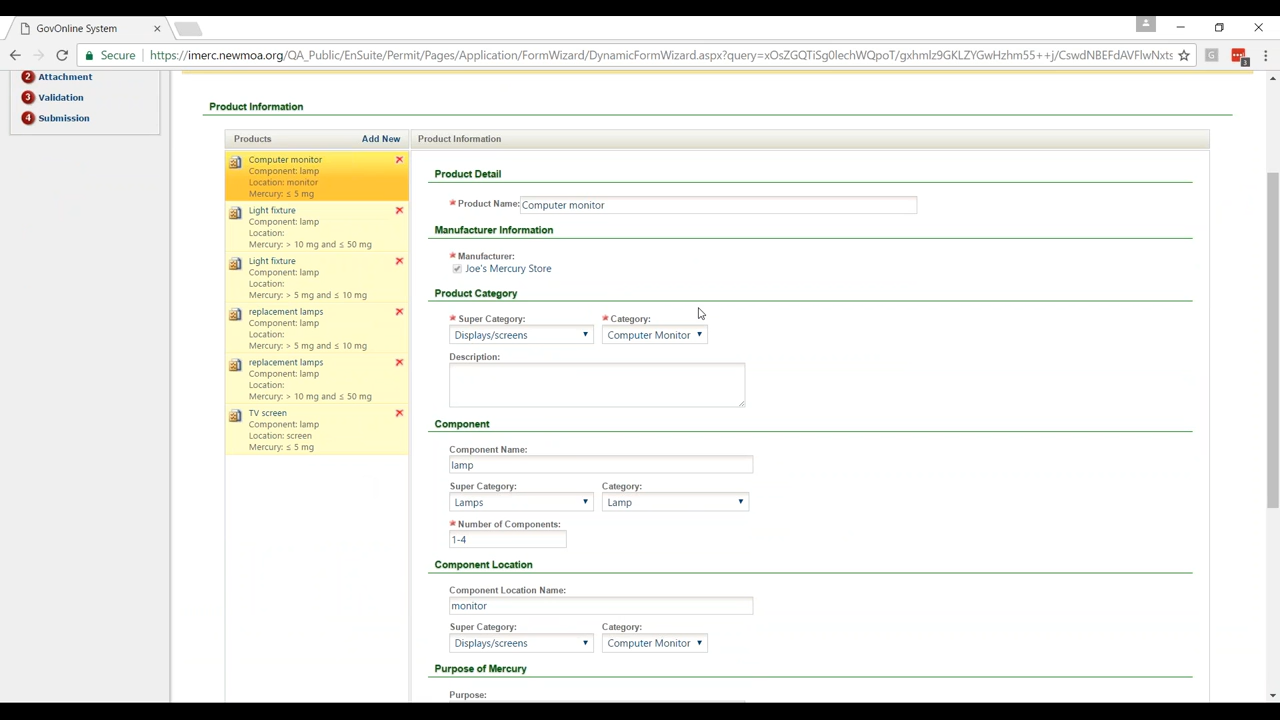 GovOnline System
Secure
https://imerc.newmoa.org/QA_Public/EnSuite/Permit/Pages/Application/FormWizard/DynamicFormWizard.aspx?query=xOsZGQTiSg0lechWQpoT/gxhmlz9GKLZYGwHzhm55++j/CswdNBEFdAVFlwNxts
2 Attachment
3 Validation
4 Submission
Product Information
Products Add New
Computer monitor
Component: lamp
Location: monitor
Mercury: ≤ 5 mg
Light fixture
Component: lamp
Location:
Mercury: > 10 mg and ≤ 50 mg
Light fixture
Component: lamp
Location:
Mercury: > 5 mg and ≤ 10 mg
replacement lamps
Component: lamp
Location:
Mercury: > 5 mg and ≤ 10 mg
replacement lamps
Component: lamp
Location:
Mercury: > 10 mg and ≤ 50 mg
TV screen
Component: lamp
Location: screen
Mercury: ≤ 5 mg
Product Information
Product Detail
* Product Name: Computer monitor
Manufacturer Information
* Manufacturer:
Joe's Mercury Store
Product Category
* Super Category: * Category:
Displays/screens Computer Monitor
Description:
Component
Component Name:
lamp
Super Category: Category:
Lamps Lamp
* Number of Components:
1-4
Component Location
Component Location Name:
monitor
Super Category: Category:
Displays/screens Computer Monitor
Purpose of Mercury
Purpose: